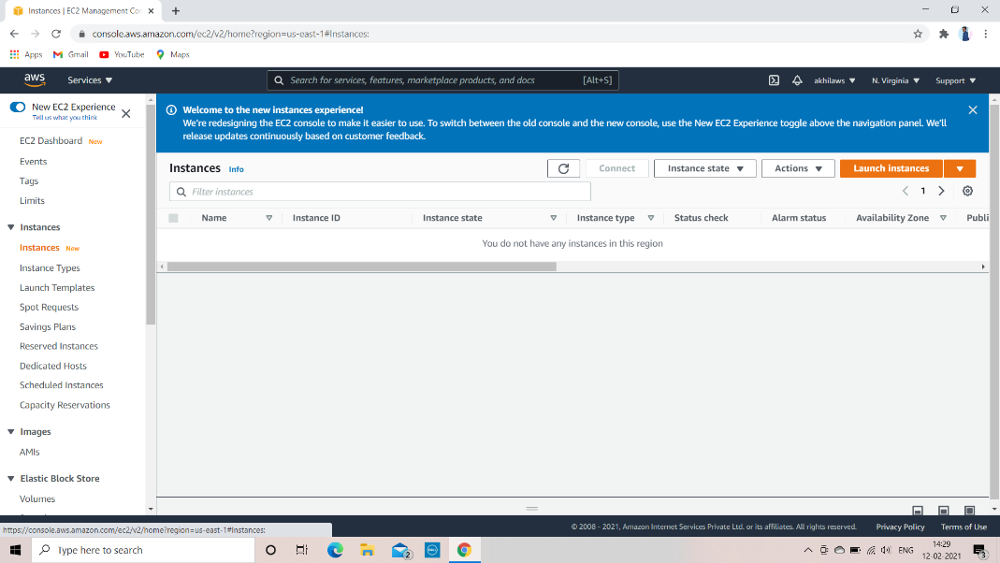 Instances | EC2 Management Con
console.aws.amazon.com/ec2/v2/home?region=us-east-1#Instances:
Apps Gmail YouTube Maps
aws Services Search for services, features, marketplace products, and docs [Alt+S] akhilaws N. Virginia Support
New EC2 Experience
Tell us what you think
EC2 Dashboard New
Events
Tags
Limits
Instances
Instances New
Instance Types
Launch Templates
Spot Requests
Savings Plans
Reserved Instances
Dedicated Hosts
Scheduled Instances
Capacity Reservations
Images
AMIs
Elastic Block Store
Volumes
Welcome to the new instances experience!
We're redesigning the EC2 console to make it easier to use. To switch between the old console and the new console, use the New EC2 Experience toggle above the navigation panel. We'll
release updates continuously based on customer feedback.
Instances Info Connect Instance state Actions Launch instances
Filter instances 1
Name Instance ID Instance state Instance type Status check Alarm status Availability Zone Publi
You do not have any instances in this region
https://console.aws.amazon.com/ec2/v2/home?region=us-east-1#Instances:
© 2008 - 2021, Amazon Internet Services Private Ltd. or its affiliates. All rights reserved. Privacy Policy Terms of Use
Type here to search 2 DELL ENG 14:29
12-02-2021 3